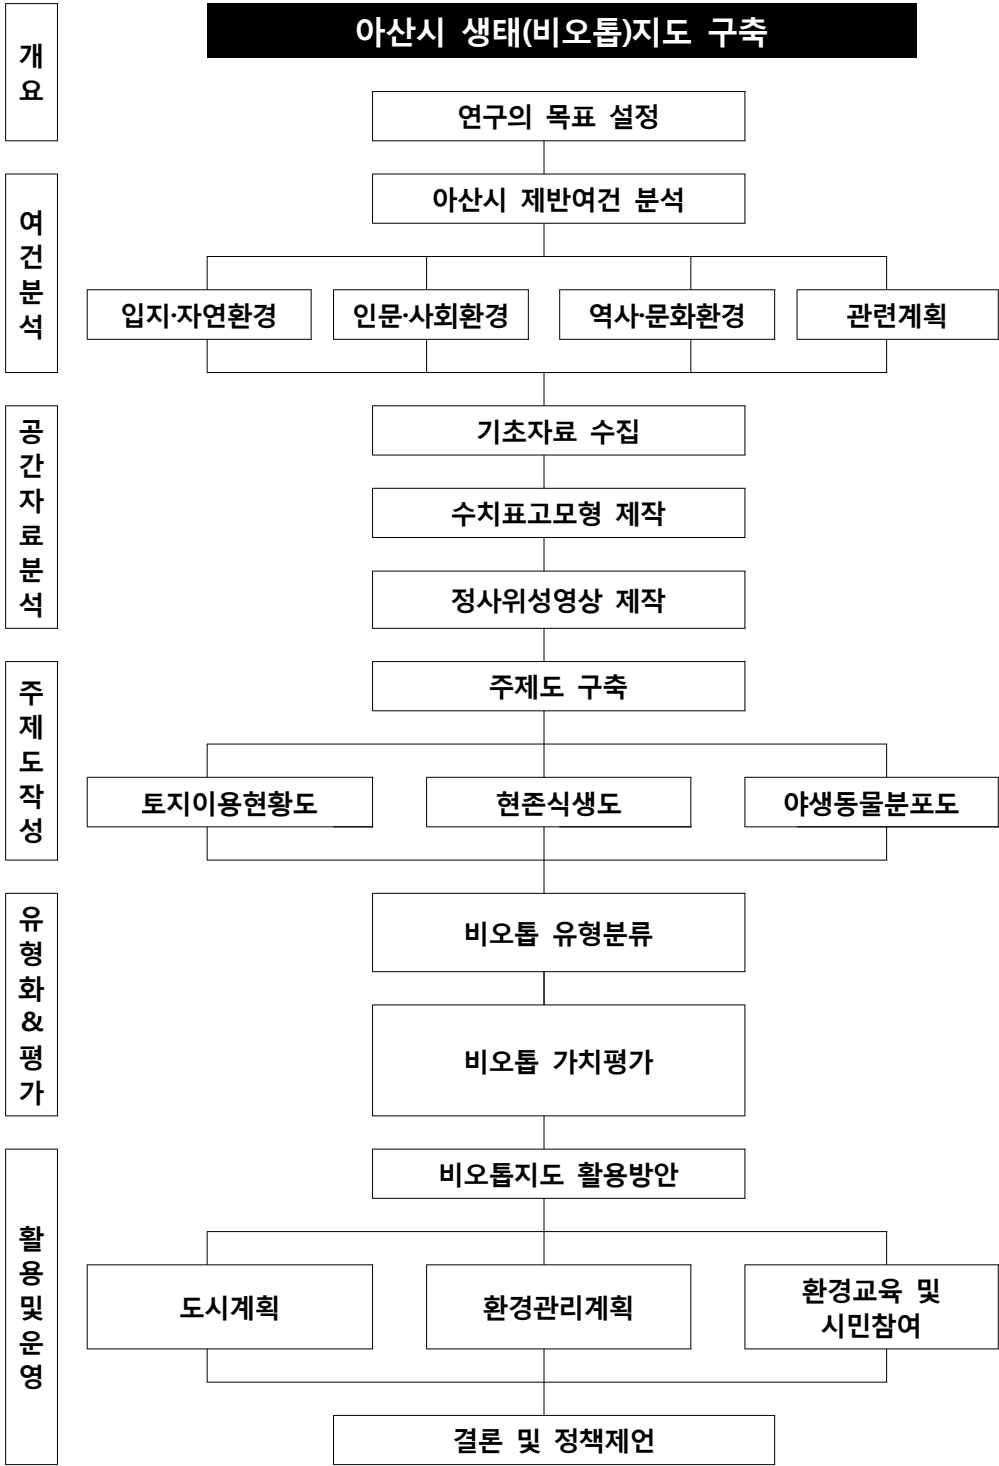 아산시 생태(비오톱)지도 구축
개
요
연구의 목표 설정
여
건
분
석
아산시 제반여건 분석
입지·자연환경
인문·사회환경
역사·문화환경
관련계획
공
간
자
료
분
석
기초자료 수집
수치표고모형 제작
정사위성영상 제작
주
제
도
작
성
주제도 구축
토지이용현황도
현존식생도
야생동물분포도
유
형
화
&
평
가
비오톱 유형분류
비오톱 가치평가
활
용
및
운
영
비오톱지도 활용방안
도시계획
환경관리계획
환경교육 및
시민참여
결론 및 정책제언